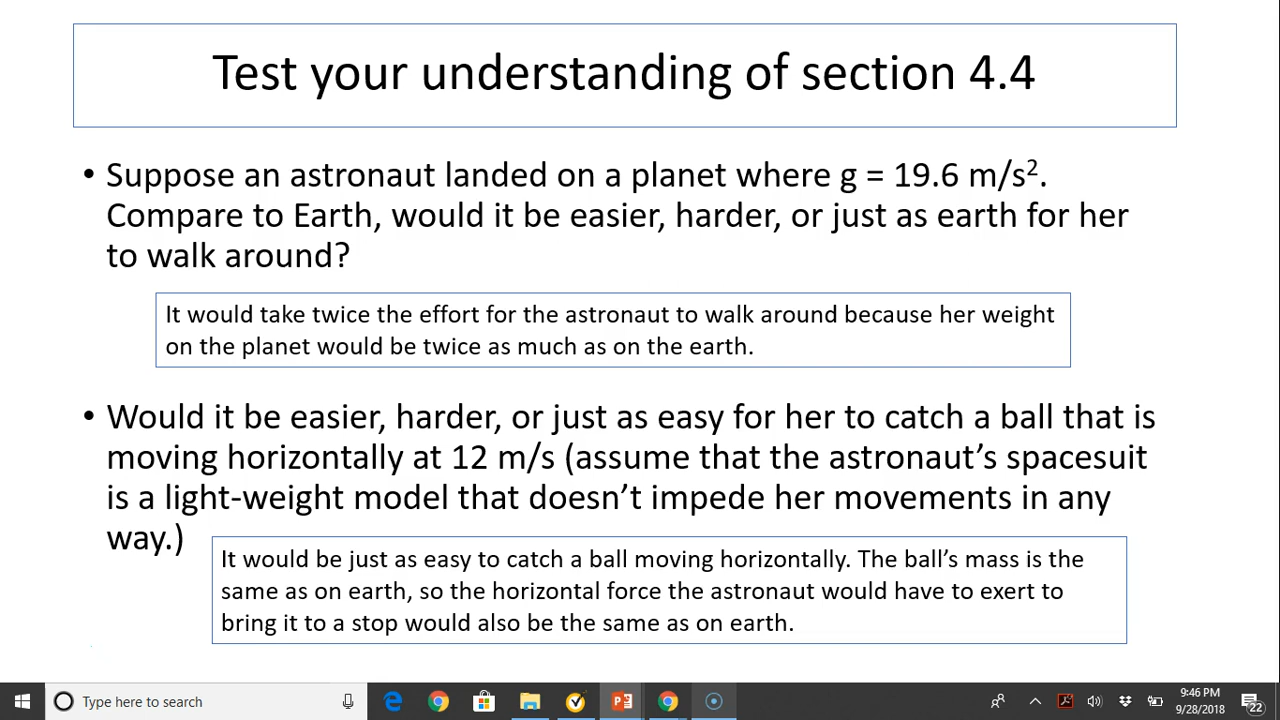 Test your understanding of section 4.4
• Suppose an astronaut landed on a planet where g = 19.6 m/s².
Compare to Earth, would it be easier, harder, or just as earth for her
to walk around?
It would take twice the effort for the astronaut to walk around because her weight
on the planet would be twice as much as on the earth.
• Would it be easier, harder, or just as easy for her to catch a ball that is
moving horizontally at 12 m/s (assume that the astronaut’s spacesuit
is a light-weight model that doesn’t impede her movements in any
way.)
It would be just as easy to catch a ball moving horizontally. The ball’s mass is the
same as on earth, so the horizontal force the astronaut would have to exert to
bring it to a stop would also be the same as on earth.
Type here to search
9:46 PM
9/28/2018
22